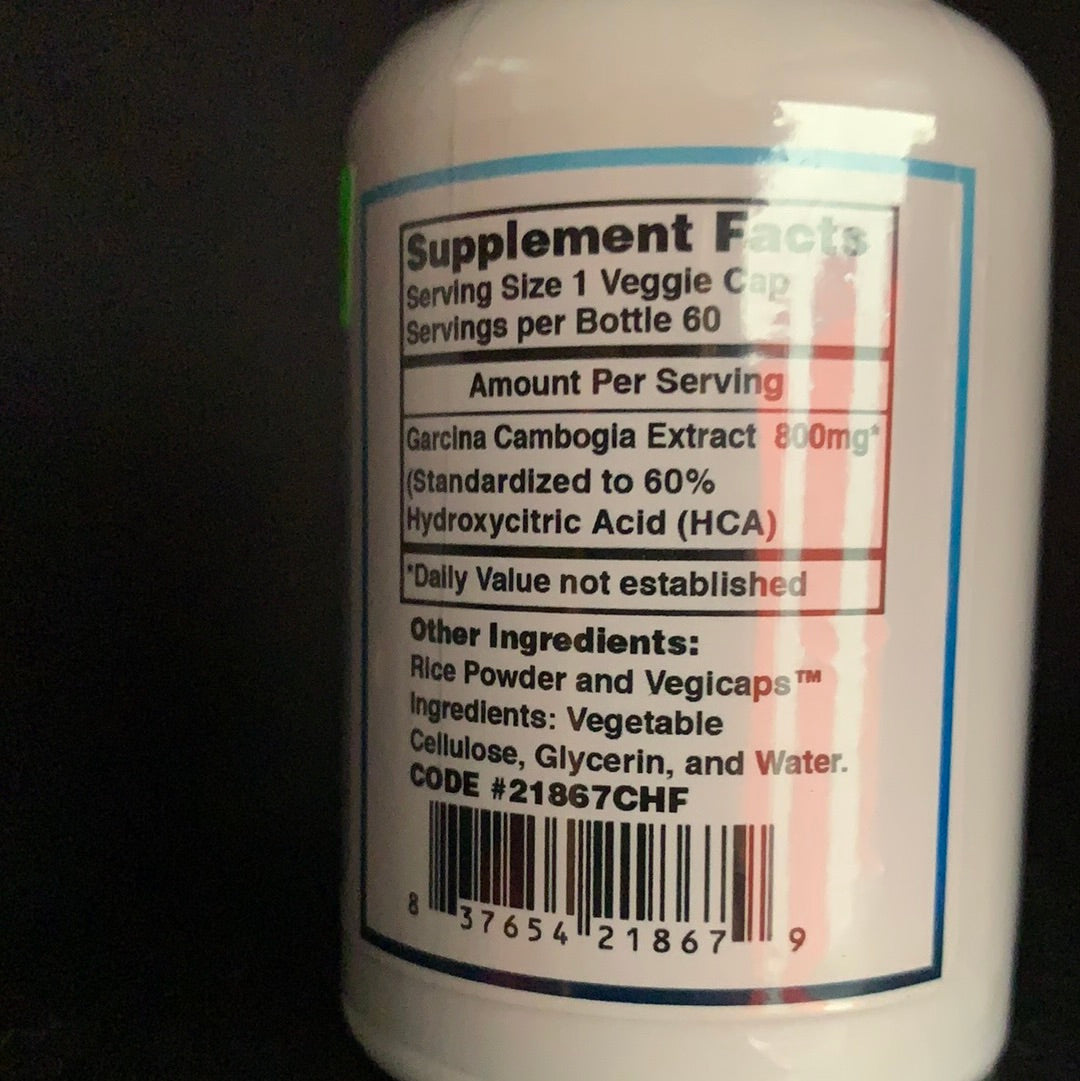 Supplement Facts
Serving Size 1 Veggie Cap
Servings per Bottle 60
Amount Per Serving
Garcina Cambogia Extract 800mg*
(Standardized to 60%
Hydroxycitric Acid (HCA)
*Daily Value not established
Other Ingredients:
Rice Powder and Vegicaps™
Ingredients: Vegetable
Cellulose, Glycerin, and Water.
CODE #21867CHF
8 37654 21867 9